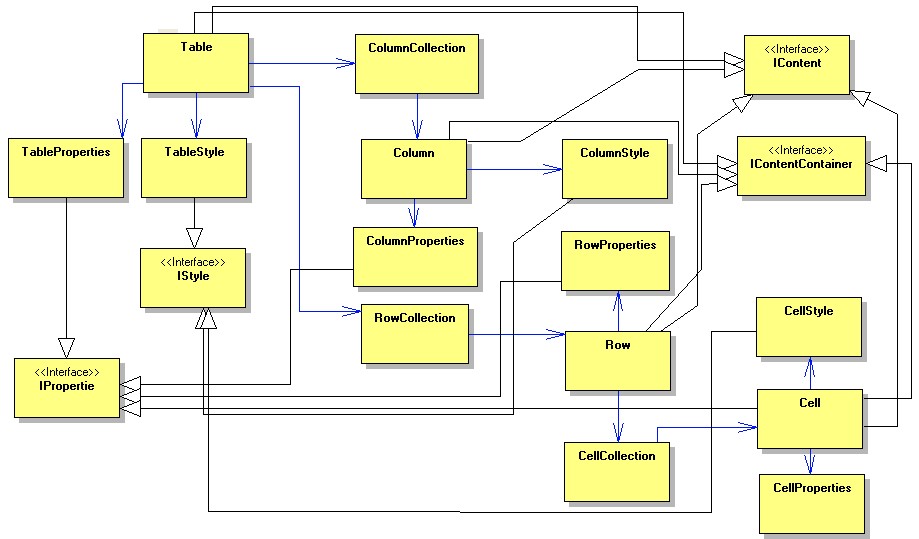 Table
ColumnCollection
<<Interface>>
IContent
TableProperties
TableStyle
Column
ColumnStyle
<<Interface>>
IContentContainer
<<Interface>>
IStyle
ColumnProperties
RowProperties
RowCollection
Row
CellStyle
<<Interface>>
IPropertie
Cell
CellCollection
CellProperties